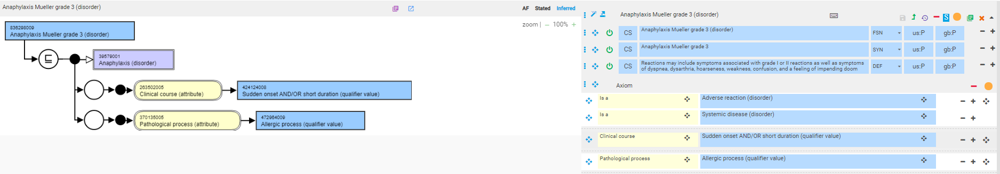 Anaphylaxis Mueller grade 3 (disorder)
AF Stated Inferred
zoom | − 100% +
836298009
Anaphylaxis Mueller grade 3 (disorder)
⊑
39579001
Anaphylaxis (disorder)
263502005
Clinical course (attribute)
424124008
Sudden onset AND/OR short duration (qualifier value)
370135005
Pathological process (attribute)
472964009
Allergic process (qualifier value)
Anaphylaxis Mueller grade 3 (disorder)
S
CS Anaphylaxis Mueller grade 3 (disorder) FSN us:P gb:P
CS Anaphylaxis Mueller grade 3 SYN us:P gb:P
CS Reactions may include symptoms associated with grade I or II reactions as well as symptoms
of dyspnea, dysarthria, hoarseness, weakness, confusion, and a feeling of impending doom DEF us:P gb:P
Axiom
Is a Adverse reaction (disorder)
Is a Systemic disease (disorder)
Clinical course Sudden onset AND/OR short duration (qualifier value)
Pathological process Allergic process (qualifier value)